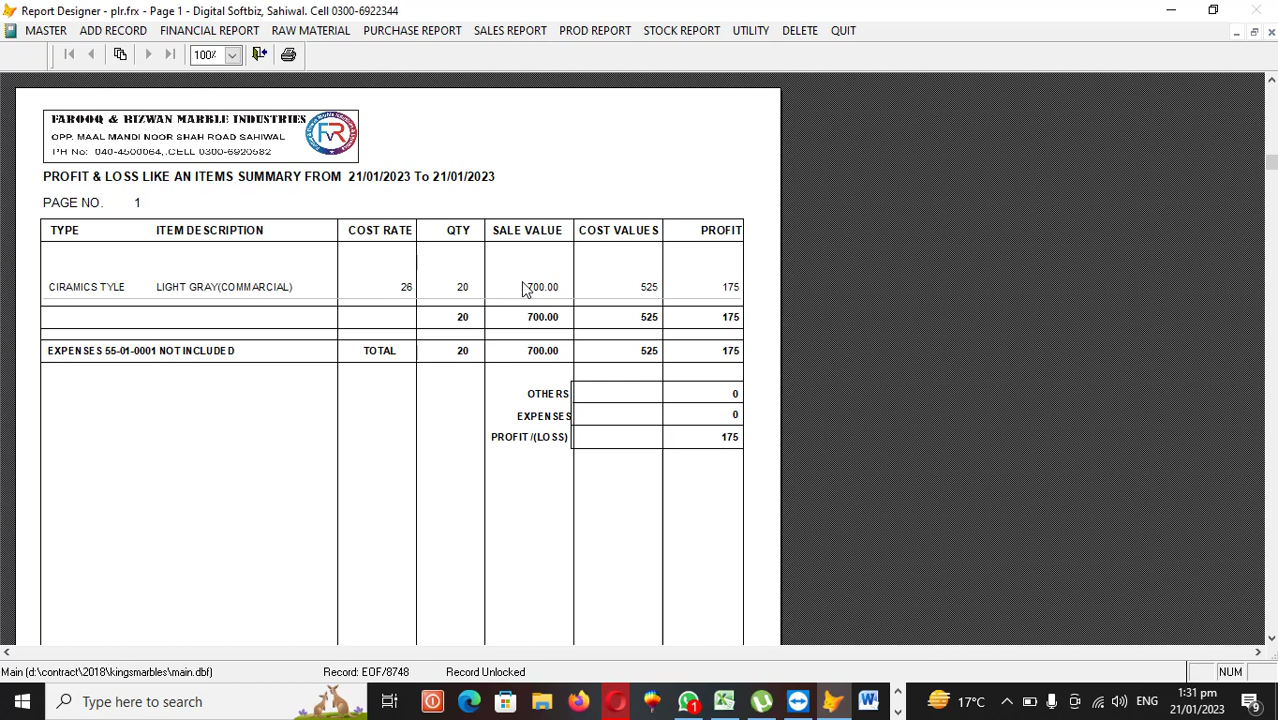 Report Designer - plr.frx - Page 1 - Digital Softbiz, Sahiwal. Cell 0300-6922344
MASTER ADD RECORD FINANCIAL REPORT RAW MATERIAL PURCHASE REPORT SALES REPORT PROD REPORT STOCK REPORT UTILITY DELETE QUIT
100%
FAROOQ & RIZWAN MARBLE INDUSTRIES
OPP. MAAL MANDI NOOR SHAH ROAD SAHIWAL
PH No: 040-4500064,.CELL 0300-6920582
PROFIT & LOSS LIKE AN ITEMS SUMMARY FROM 21/01/2023 To 21/01/2023
PAGE NO. 1
TYPE ITEM DESCRIPTION COST RATE QTY SALE VALUE COST VALUES PROFIT
CIRAMICS TYLE LIGHT GRAY(COMMARCIAL) 26 20 700.00 525 175
20 700.00 525 175
EXPENSES 55-01-0001 NOT INCLUDED TOTAL 20 700.00 525 175
OTHERS 0
EXPENSES 0
PROFIT /(LOSS) 175
Main (d:\contract\2018\kingsmarbles\main.dbf) Record: EOF/8748 Record Unlocked NUM
Type here to search 1 17°C ENG 1:31 pm
21/01/2023 9